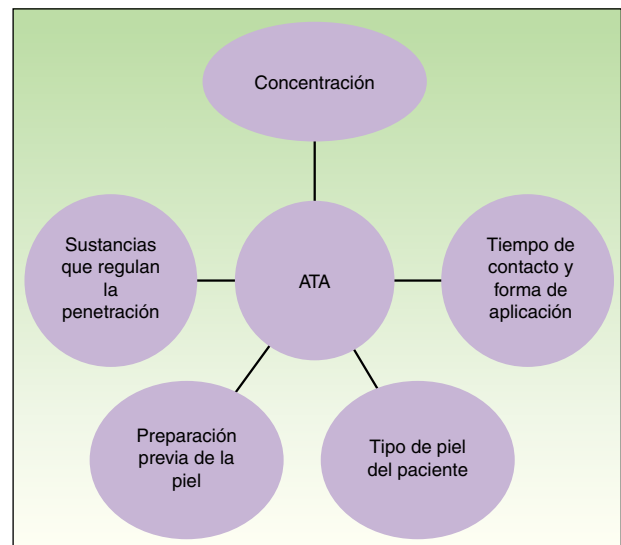 Concentración
Sustancias
que regulan
la
penetración
ATA
Tiempo de
contacto y
forma de
aplicación
Preparación
previa de la
piel
Tipo de piel
del paciente